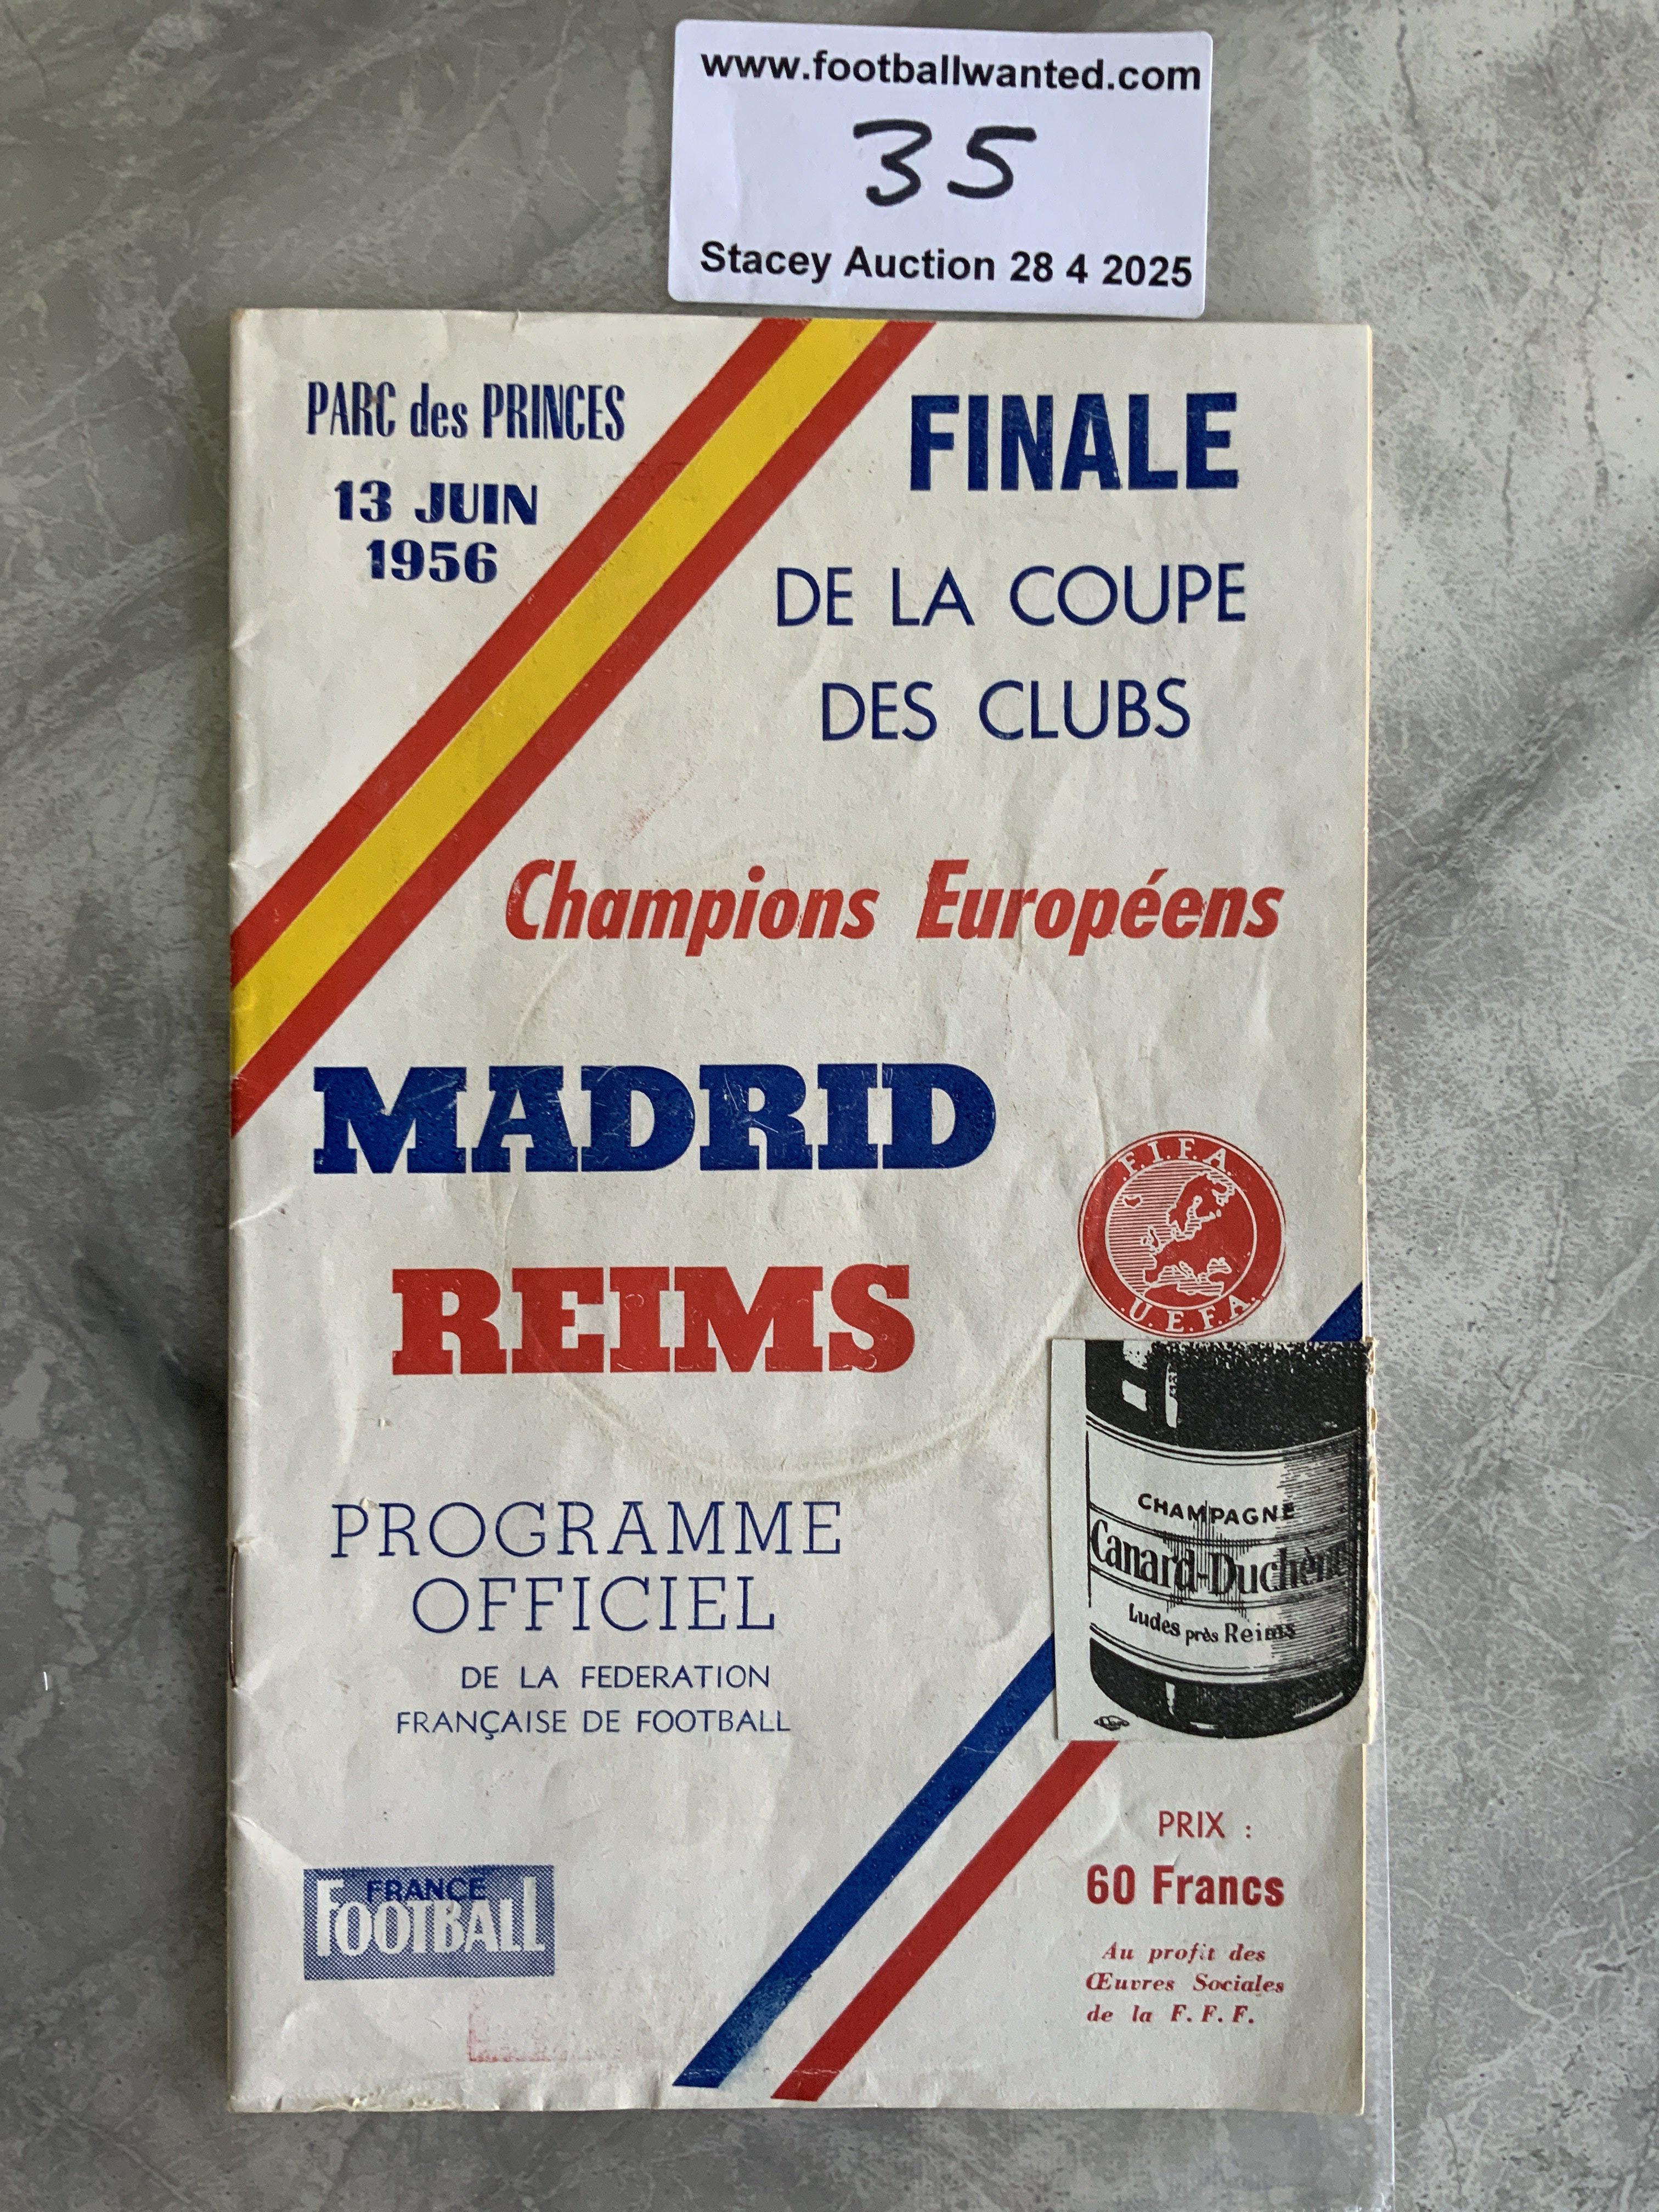 www.footballwanted.com
35
Stacey Auction 28 4 2025
PARC des PRINCES
13 JUIN
1956
FINALE
DE LA COUPE
DES CLUBS
Champions Européens
MADRID
REIMS
F.I.F.A.
U.E.F.A.
CHAMPAGNE
Canard-Duchêne
Ludes près Reims
PROGRAMME
OFFICIEL
DE LA FEDERATION
FRANÇAISE DE FOOTBALL
FRANCE
FOOTBALL
PRIX :
60 Francs
Au profit des
Œuvres Sociales
de la F. F. F.